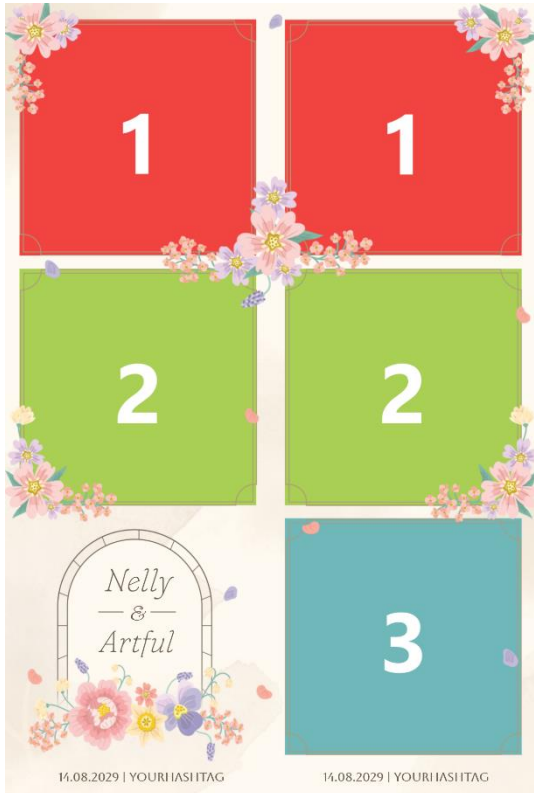 1 1
2 2
Nelly
&
Artful
3
14.08.2029 | YOURHASHTAG 14.08.2029 | YOURHASHTAG